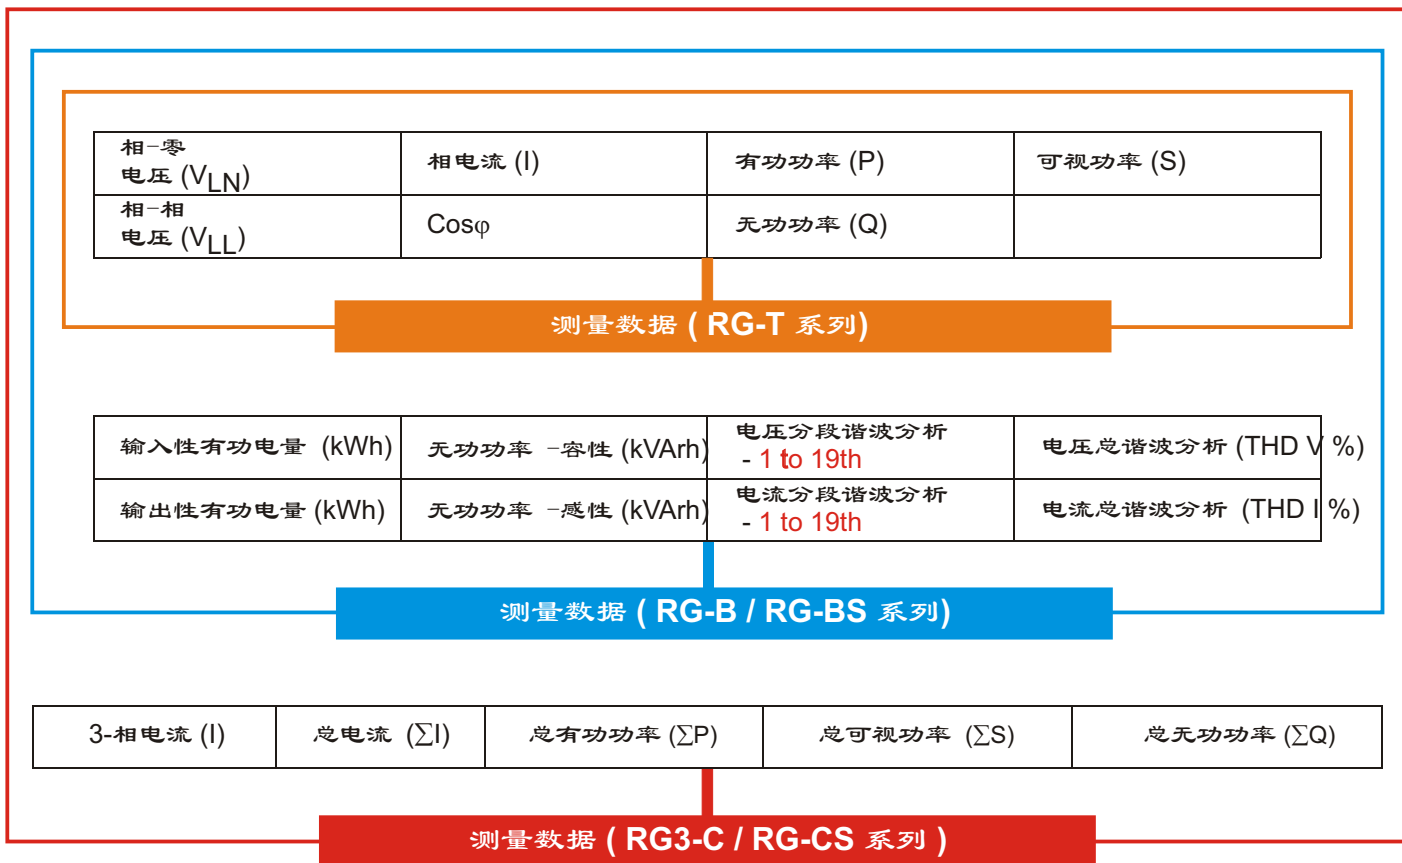 相-零
电压 (VLN)
相电流 (I)
有功功率 (P)
可视功率 (S)
相-相
电压 (VLL)
Cosφ
无功功率 (Q)
测量数据 ( RG-T 系列)
输入性有功电量 (kWh)
无功功率 -容性 (kVArh)
电压分段谐波分析
- 1 to 19th
电压总谐波分析 (THD V %)
输出性有功电量 (kWh)
无功功率 -感性 (kVArh)
电流分段谐波分析
- 1 to 19th
电流总谐波分析 (THD I %)
测量数据 ( RG-B / RG-BS 系列)
3-相电流 (I)
总电流 (∑I)
总有功功率 (∑P)
总可视功率 (∑S)
总无功功率 (∑Q)
测量数据 ( RG3-C / RG-CS 系列 )